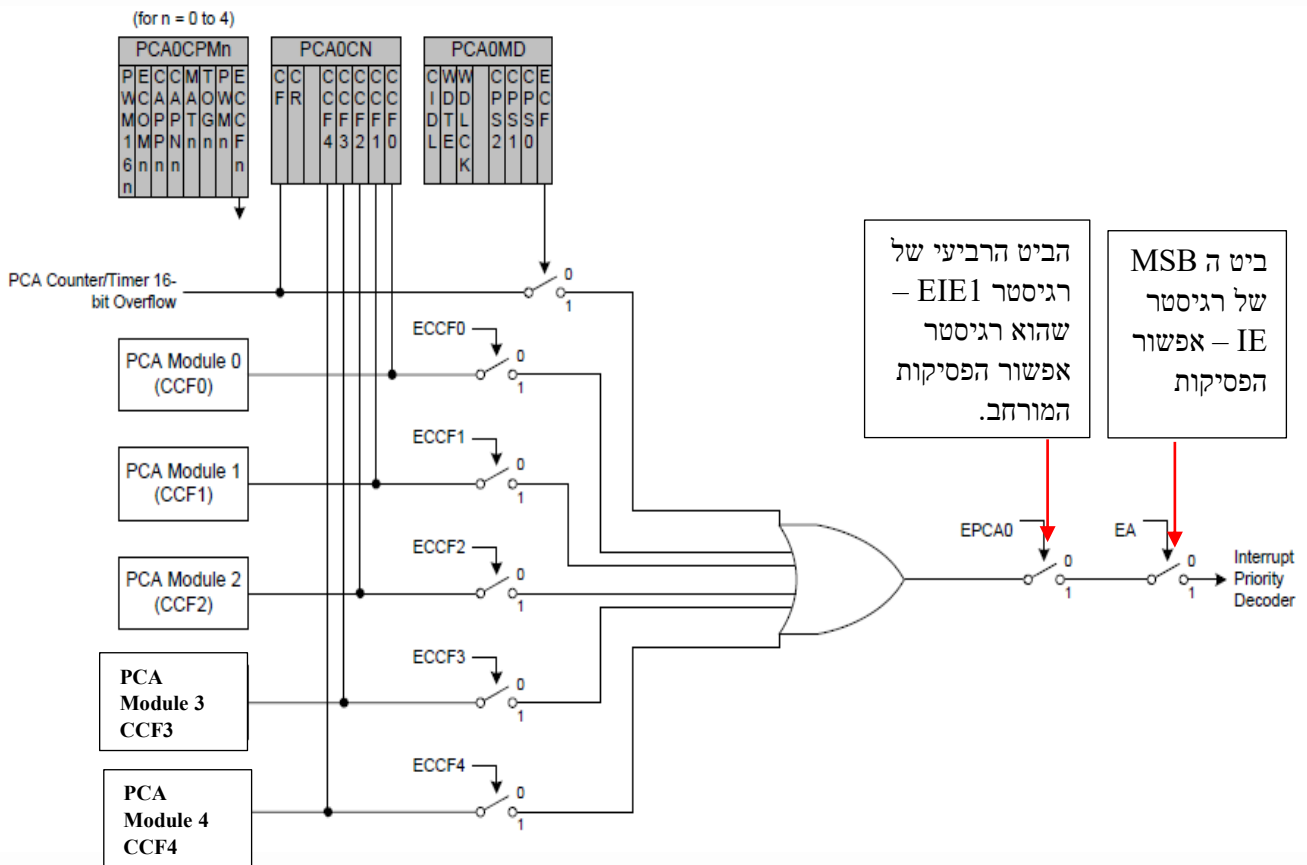 (for n = 0 to 4)
PCA0CPMn
PWM16n
ECOMn
CAPPn
CAPNn
MATn
TOGn
PWMn
ECCFn
PCA0CN
CF
CR
CCF4
CCF3
CCF2
CCF1
CCF0
PCA0MD
CIDL
WDTE
WDLCK
CPS2
CPS1
CPS0
ECF
PCA Counter/Timer 16-
bit Overflow
0
1
PCA Module 0
(CCF0)
ECCF0
0
1
PCA Module 1
(CCF1)
ECCF1
0
1
PCA Module 2
(CCF2)
ECCF2
0
1
PCA
Module 3
CCF3
ECCF3
0
1
PCA
Module 4
CCF4
ECCF4
0
1
הביט הרביעי של
רגיסטר EIE1 –
שהוא רגיסטר
אפשור הפסיקות
המורחב.
ביט ה MSB
של רגיסטר
IE – אפשור
הפסיקות
EPCA0
0
1
EA
0
1
Interrupt
Priority
Decoder